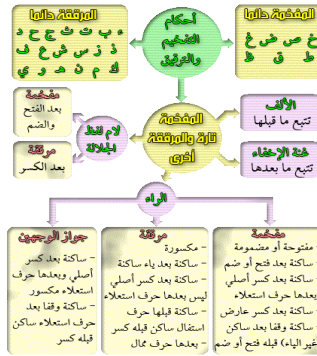 أحكام
التفخيم
والترقيق
المفخمة دائما
خ ص ض غ
ط ق ظ
المرققة دائما
ء ب ت ث ج ح د
ذ ز س ش ع ف
ك م ن هـ و ي
المفخمة
تارة والمرققة
أخرى
الألف
تتبع ما قبلها
غنة الإخفاء
تتبع ما بعدها
لام لفظ
الجلالة
مفخمة
بعد الفتح
والضم
مرققة
بعد الكسر
الراء
مفخمة
- مفتوحة أو مضمومة
- ساكنة بعد فتح أو ضم
- ساكنة بعد كسر أصلي
بعدها حرف استعلاء
- ساكنة بعد كسر عارض
- ساكنة وقفا بعد ساكن
(غير الياء) قبله فتح أو ضم
مرققة
- مكسورة
- ساكنة بعد ياء ساكنة
- ساكنة بعد كسر أصلي
ليس بعدها حرف استعلاء
- ساكنة قبلها حرف
استفال ساكن قبله كسر
- بعدها حرف ممال
جواز الوجهين
- ساكنة بعد كسر
أصلي وبعدها حرف
استعلاء مكسور
- ساكنة وقفا بعد
حرف استعلاء ساكن
قبله كسر